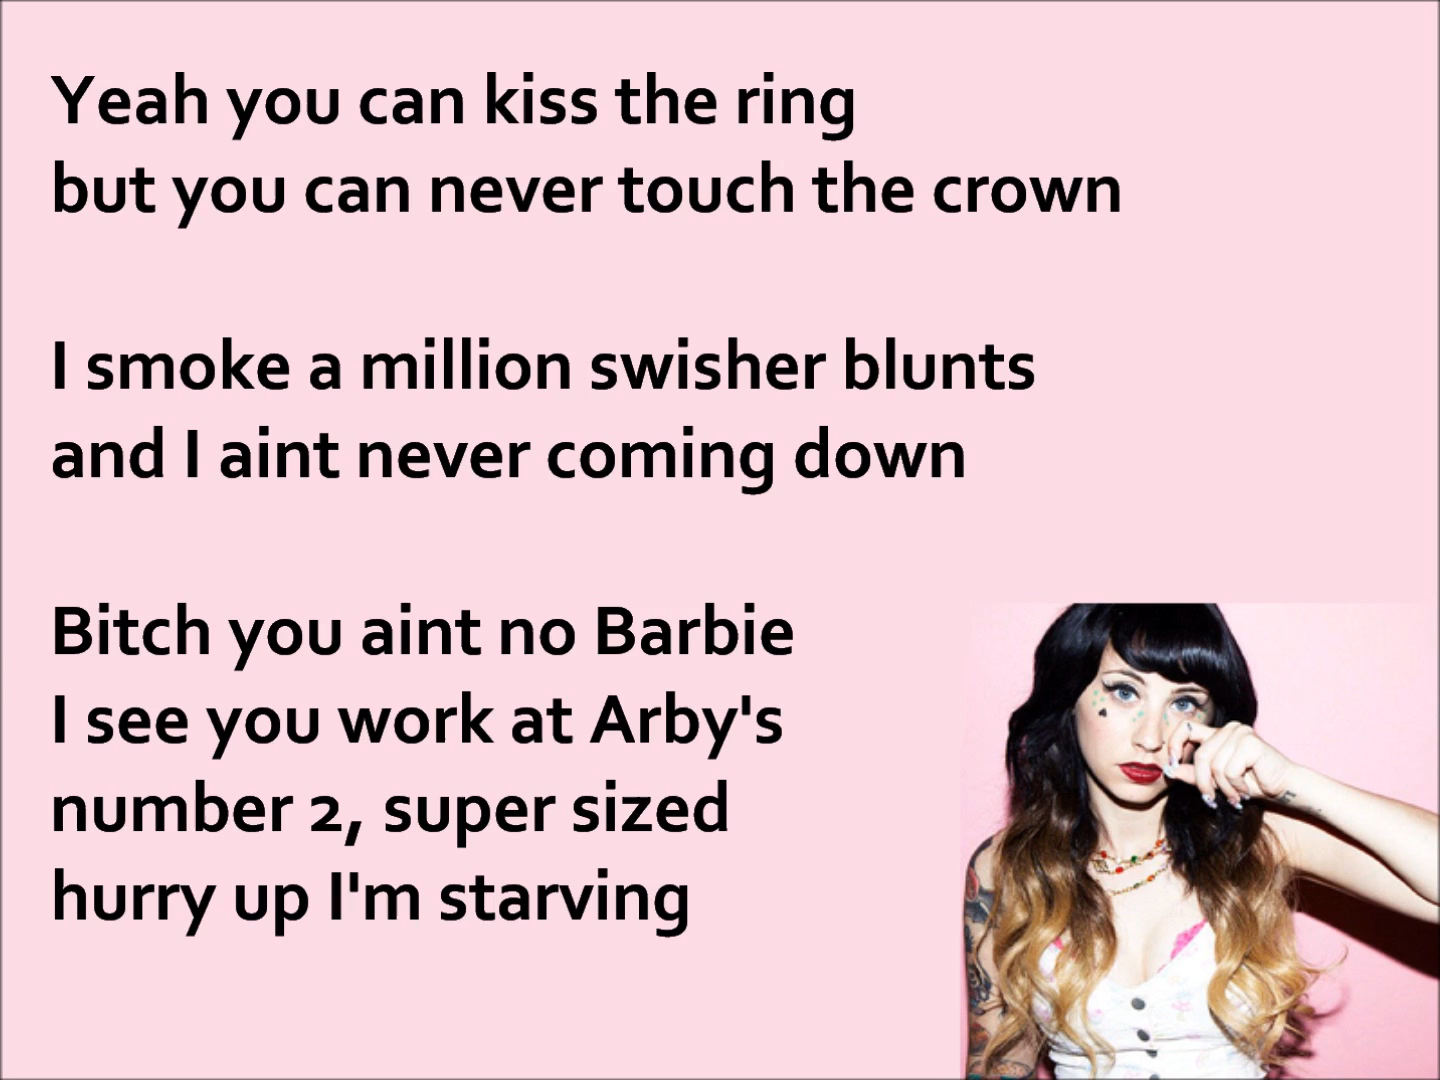 Yeah you can kiss the ring
but you can never touch the crown
I smoke a million swisher blunts
and I aint never coming down
Bitch you aint no Barbie
I see you work at Arby's
number 2, super sized
hurry up I'm starving